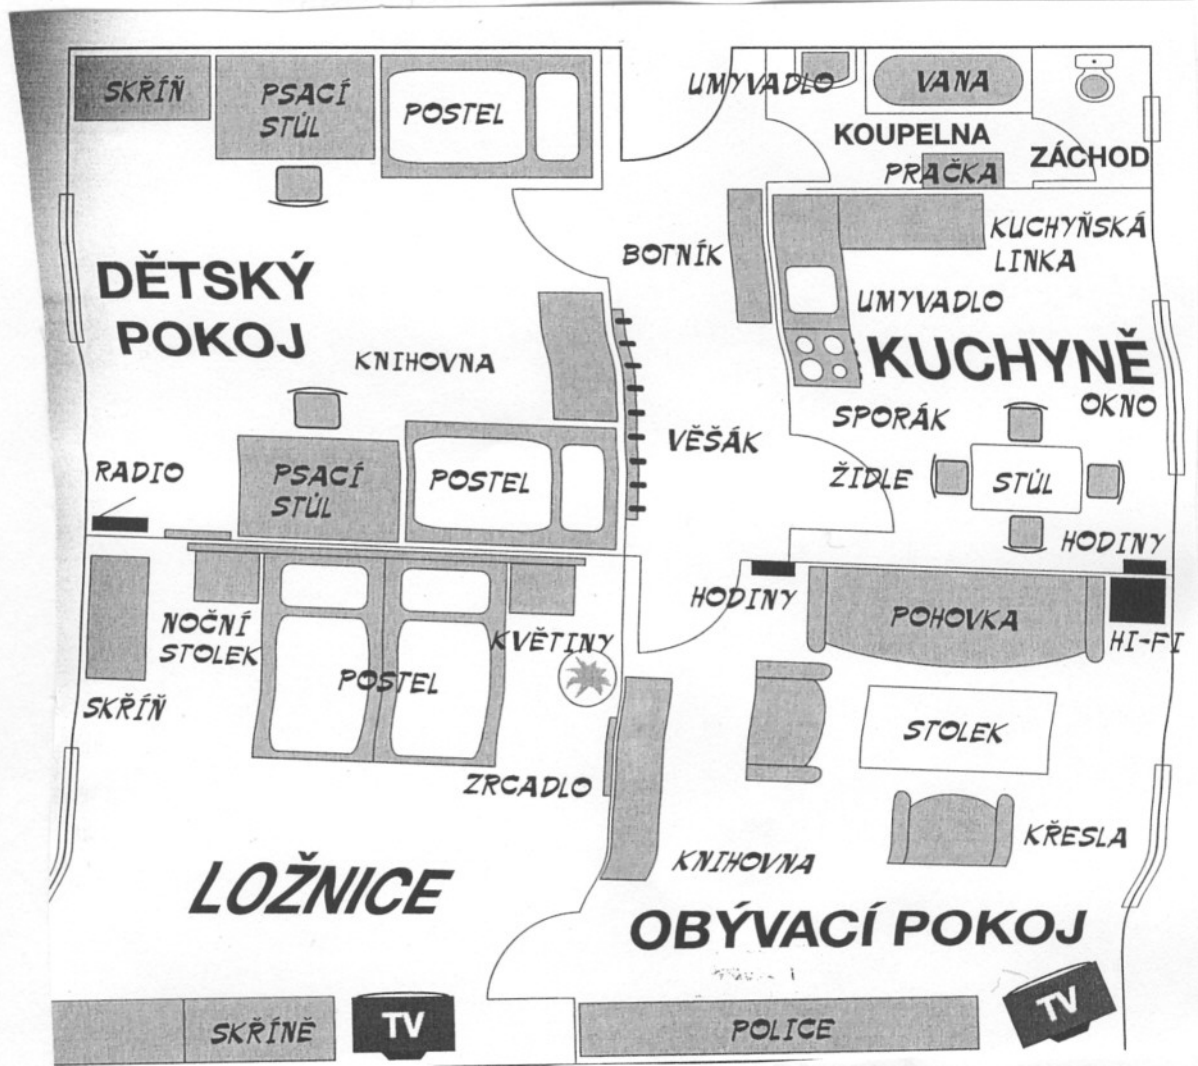 SKŘÍŇ
PSACÍ
STŮL
POSTEL
UMYVADLO
VANA
KOUPELNA
ZÁCHOD
PRAČKA
DĚTSKÝ
POKOJ
BOTNÍK
KUCHYŇSKÁ
LINKA
UMYVADLO
KUCHYNĚ
KNIHOVNA
OKNO
SPORÁK
VĚŠÁK
RADIO
PSACÍ
STŮL
POSTEL
ŽIDLE
STŮL
HODINY
HODINY
NOČNÍ
STOLEK
KVĚTINY
POHOVKA
HI-FI
SKŘÍŇ
POSTEL
STOLEK
ZRCADLO
KŘESLA
KNIHOVNA
LOŽNICE
OBÝVACÍ POKOJ
SKŘÍNĚ
TV
POLICE
TV